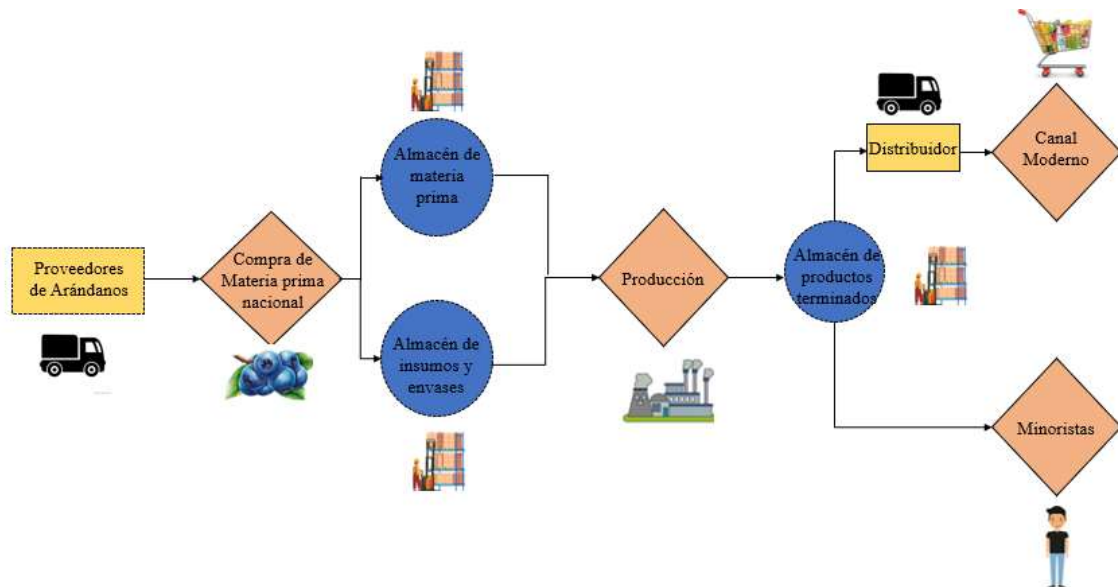 Proveedores
de Arándanos
Compra de
Materia prima
nacional
Almacén de
materia
prima
Almacén de
insumos y
envases
Producción
Almacén de
productos
terminados
Distribuidor
Canal
Moderno
Minoristas